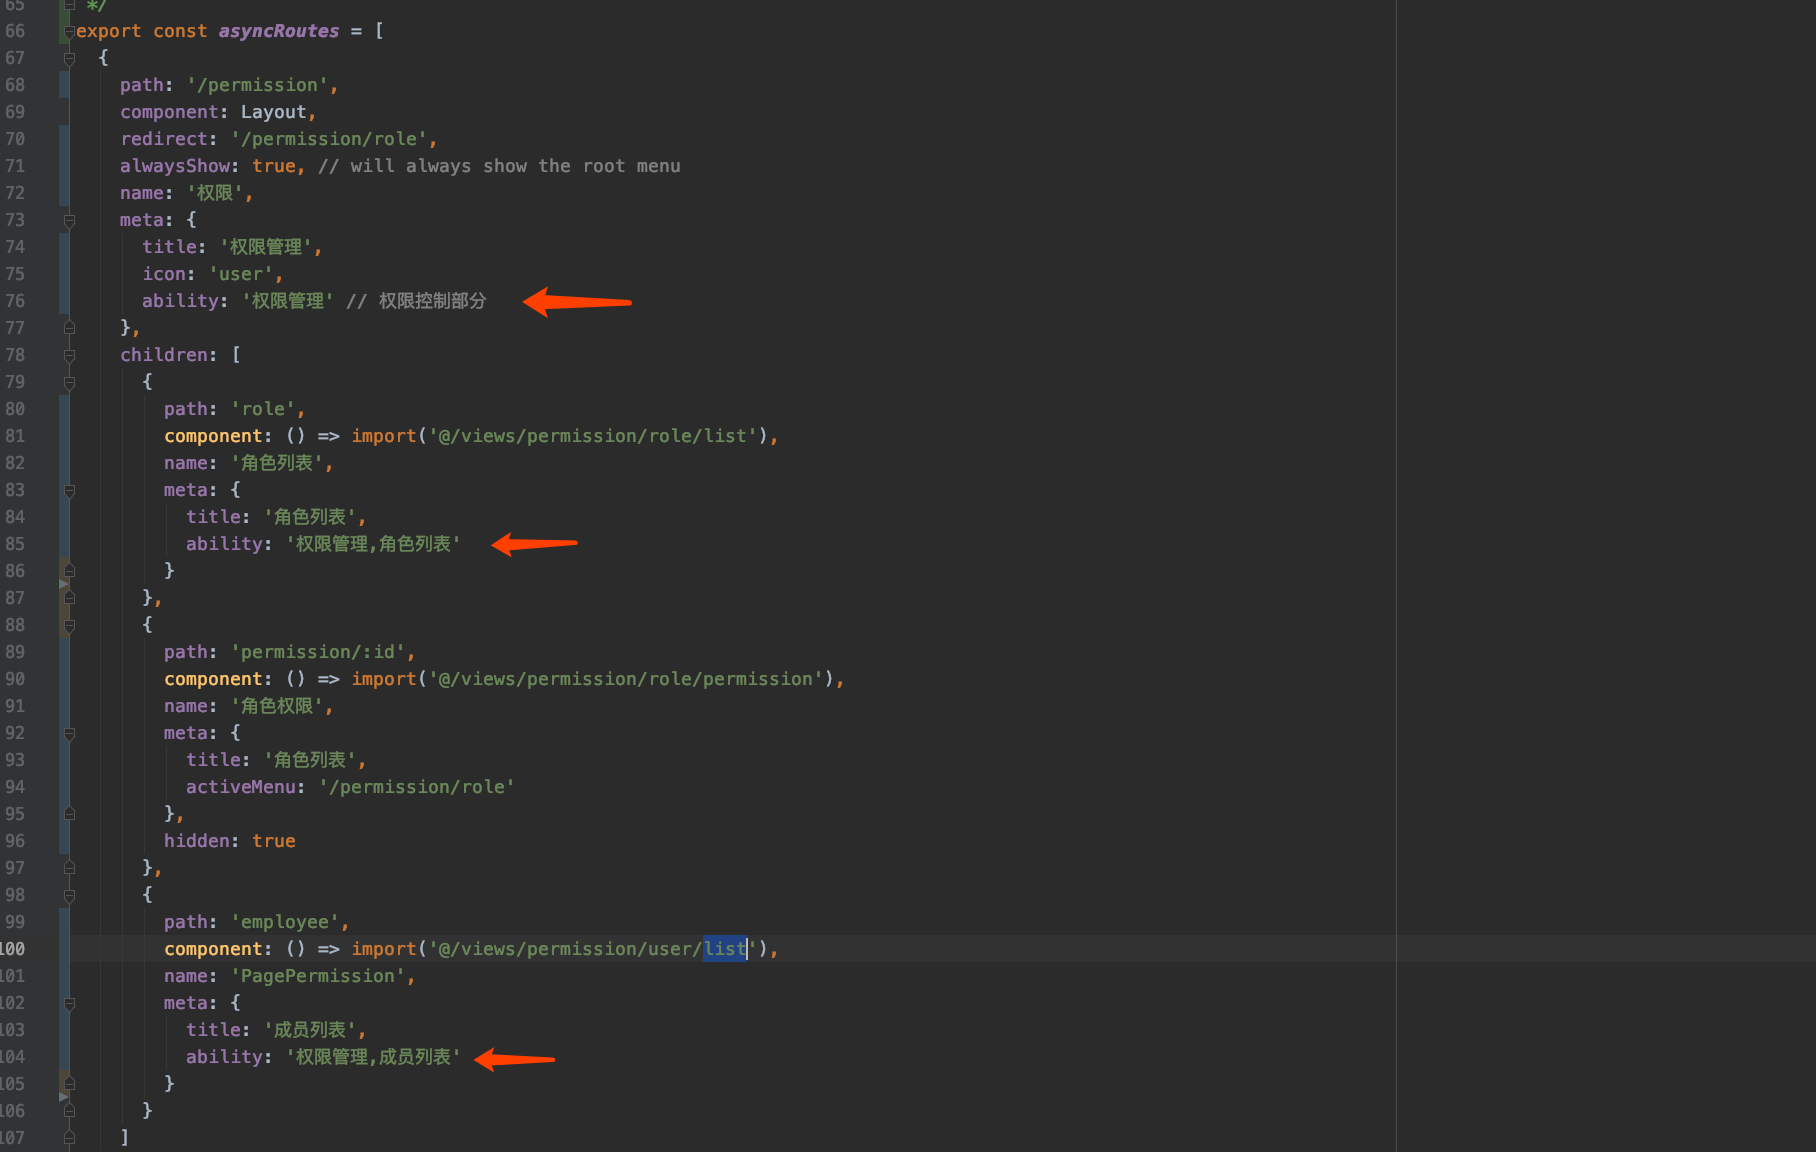 65 */
66 export const asyncRoutes = [
67 {
68 path: '/permission',
69 component: Layout,
70 redirect: '/permission/role',
71 alwaysShow: true, // will always show the root menu
72 name: '权限',
73 meta: {
74 title: '权限管理',
75 icon: 'user',
76 ability: '权限管理' // 权限控制部分
77 },
78 children: [
79 {
80 path: 'role',
81 component: () => import('@/views/permission/role/list'),
82 name: '角色列表',
83 meta: {
84 title: '角色列表',
85 ability: '权限管理,角色列表'
86 }
87 },
88 {
89 path: 'permission/:id',
90 component: () => import('@/views/permission/role/permission'),
91 name: '角色权限',
92 meta: {
93 title: '角色列表',
94 activeMenu: '/permission/role'
95 },
96 hidden: true
97 },
98 {
99 path: 'employee',
100 component: () => import('@/views/permission/user/list'),
101 name: 'PagePermission',
102 meta: {
103 title: '成员列表',
104 ability: '权限管理,成员列表'
105 }
106 }
107 ]